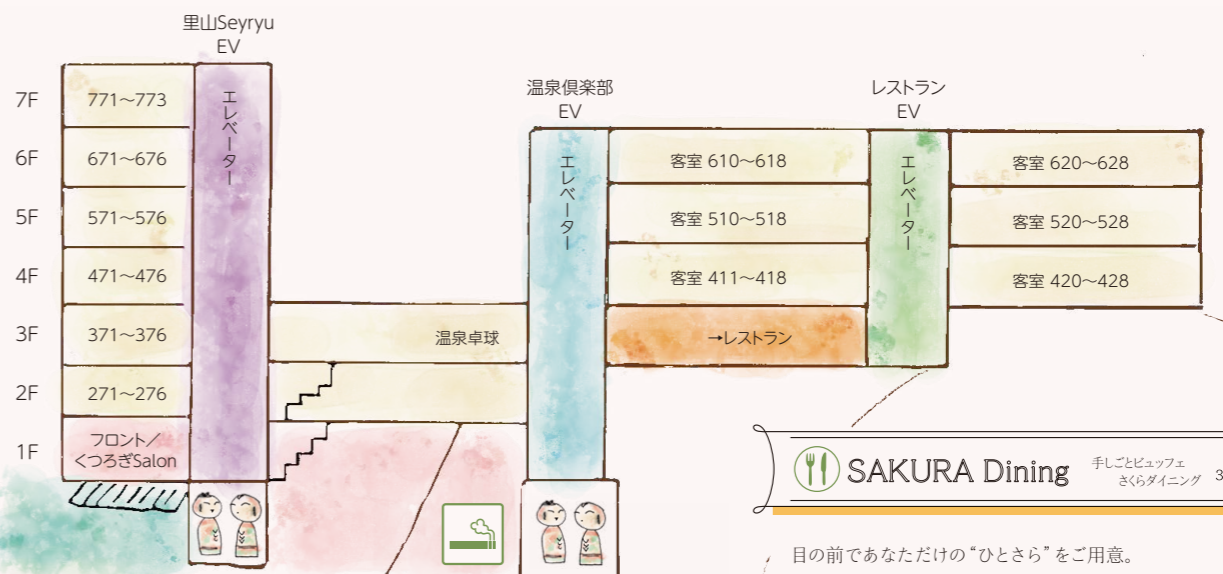 里山Seyryu
EV
温泉倶楽部
EV
レストラン
EV
7F
771～773
エレベーター
6F
671～676
エレベーター
客室 610～618
エレベーター
客室 620～628
5F
571～576
客室 510～518
客室 520～528
4F
471～476
客室 411～418
客室 420～428
3F
371～376
温泉卓球
→レストラン
2F
271～276
1F
フロント／
くつろぎSalon
SAKURA Dining
手しごとビュッフェ
さくらダイニング
3
目の前であなただけの“ひとさら”をご用意。